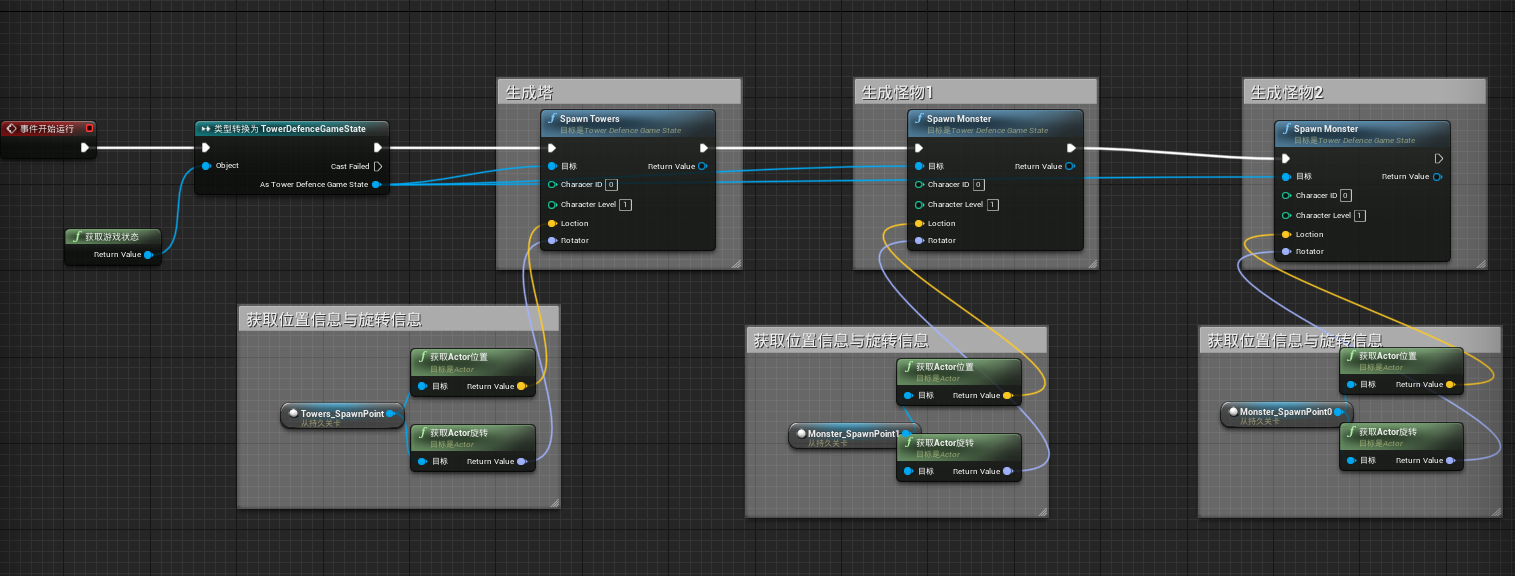 事件开始运行
类型转换为 TowerDefenceGameState
Object
Cast Failed
As Tower Defence Game State
获取游戏状态
Return Value
生成塔
Spawn Towers
目标是Tower Defence Game State
目标
Return Value
Characer ID 0
Character Level 1
Loction
Rotator
生成怪物1
Spawn Monster
目标是Tower Defence Game State
目标
Return Value
Characer ID 0
Character Level 1
Loction
Rotator
生成怪物2
Spawn Monster
目标是Tower Defence Game State
目标
Return Value
Characer ID 0
Character Level 1
Loction
Rotator
获取位置信息与旋转信息
获取Actor位置
目标是Actor
目标
Return Value
Towers_SpawnPoint
从持久关卡
获取Actor旋转
目标是Actor
目标
Return Value
获取位置信息与旋转信息
获取Actor位置
目标是Actor
目标
Return Value
Monster_SpawnPoint1
从持久关卡
获取Actor旋转
目标是Actor
目标
Return Value
获取位置信息与旋转信息
获取Actor位置
目标是Actor
目标
Return Value
Monster_SpawnPoint0
从持久关卡
获取Actor旋转
目标是Actor
目标
Return Value